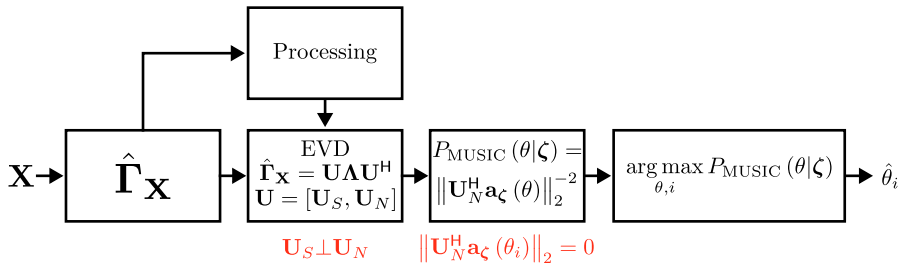 Processing
X
Γ̂_X
EVD
Γ̂_X = UΛU^H
U = [U_S, U_N]
P_MUSIC (θ|ζ) =
‖U_N^H a_ζ (θ)‖_2^{-2}
arg max P_MUSIC (θ|ζ)
θ,i
θ̂_i
U_S⊥U_N
‖U_N^H a_ζ (θ_i)‖_2 = 0